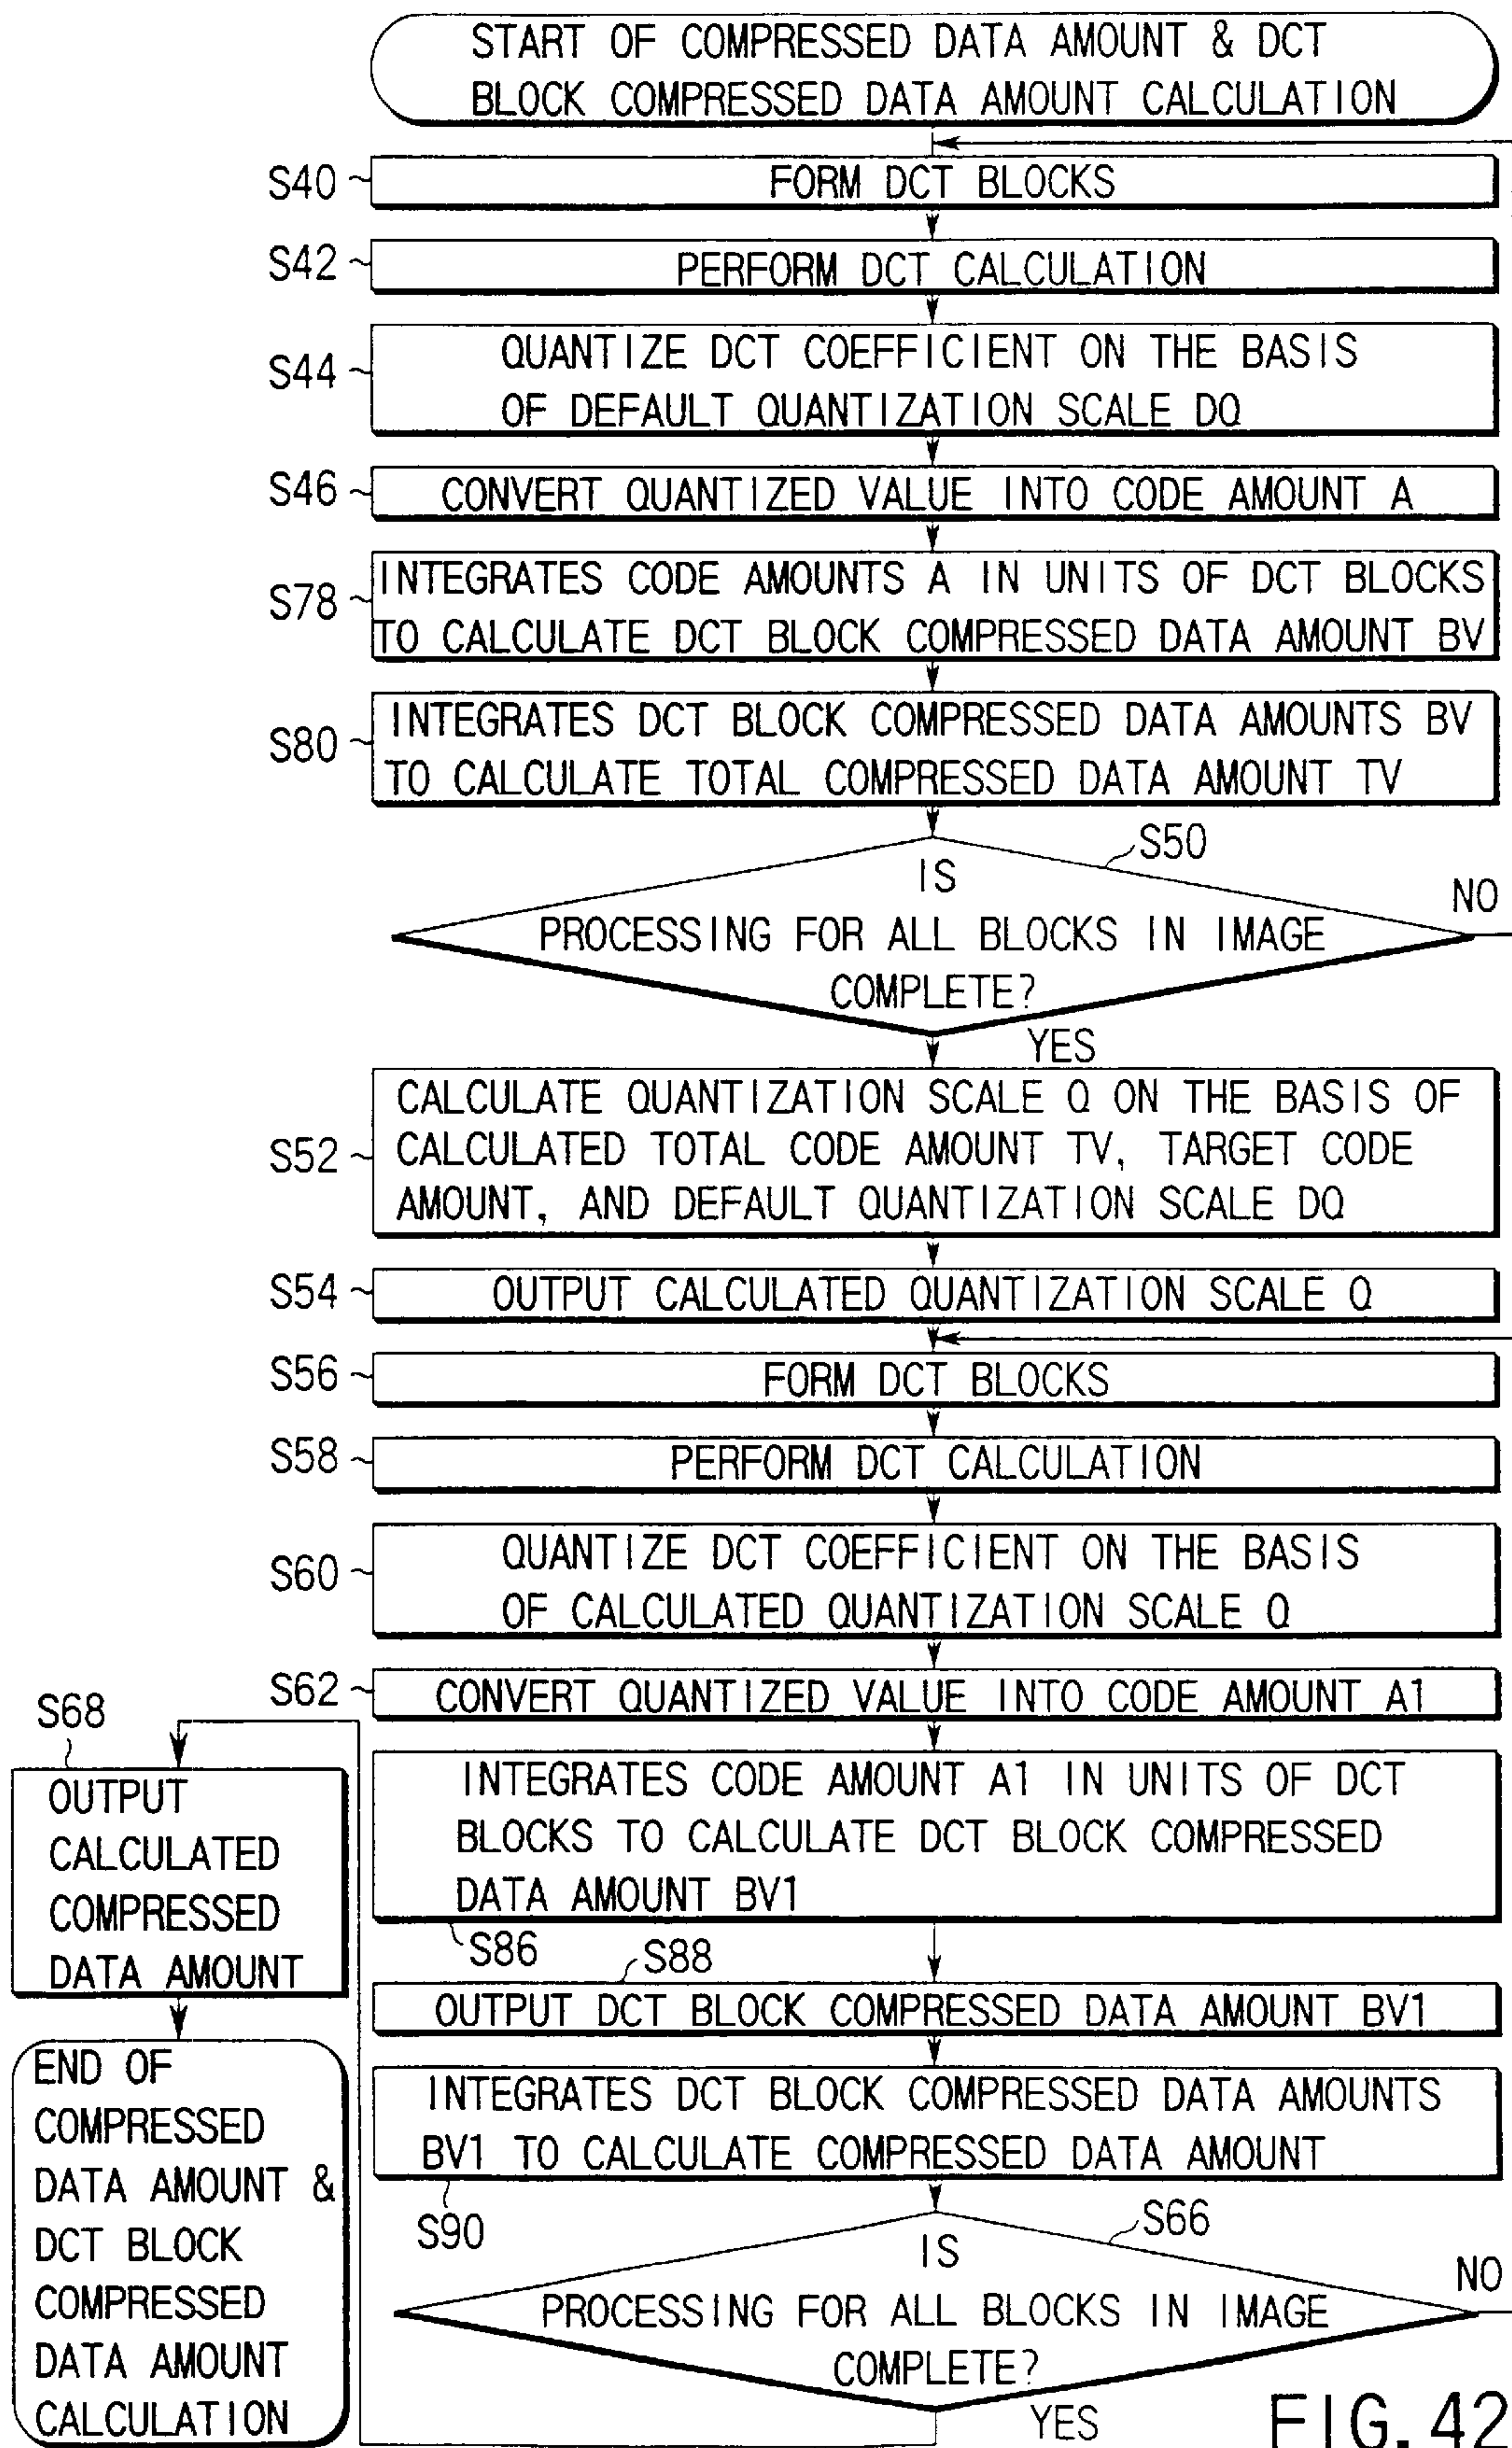 START OF COMPRESSED DATA AMOUNT & DCT
BLOCK COMPRESSED DATA AMOUNT CALCULATION
S40
FORM DCT BLOCKS
S42
PERFORM DCT CALCULATION
S44
QUANTIZE DCT COEFFICIENT ON THE BASIS
OF DEFAULT QUANTIZATION SCALE DQ
S46
CONVERT QUANTIZED VALUE INTO CODE AMOUNT A
S78
INTEGRATES CODE AMOUNTS A IN UNITS OF DCT BLOCKS
TO CALCULATE DCT BLOCK COMPRESSED DATA AMOUNT BV
S80
INTEGRATES DCT BLOCK COMPRESSED DATA AMOUNTS BV
TO CALCULATE TOTAL COMPRESSED DATA AMOUNT TV
S50
IS
PROCESSING FOR ALL BLOCKS IN IMAGE
COMPLETE?
NO
YES
S52
CALCULATE QUANTIZATION SCALE Q ON THE BASIS OF
CALCULATED TOTAL CODE AMOUNT TV, TARGET CODE
AMOUNT, AND DEFAULT QUANTIZATION SCALE DQ
S54
OUTPUT CALCULATED QUANTIZATION SCALE Q
S56
FORM DCT BLOCKS
S58
PERFORM DCT CALCULATION
S60
QUANTIZE DCT COEFFICIENT ON THE BASIS
OF CALCULATED QUANTIZATION SCALE Q
S62
CONVERT QUANTIZED VALUE INTO CODE AMOUNT A1
INTEGRATES CODE AMOUNT A1 IN UNITS OF DCT
BLOCKS TO CALCULATE DCT BLOCK COMPRESSED
DATA AMOUNT BV1
S86
S88
OUTPUT DCT BLOCK COMPRESSED DATA AMOUNT BV1
INTEGRATES DCT BLOCK COMPRESSED DATA AMOUNTS
BV1 TO CALCULATE COMPRESSED DATA AMOUNT
S90
S66
IS
PROCESSING FOR ALL BLOCKS IN IMAGE
COMPLETE?
NO
YES
S68
OUTPUT
CALCULATED
COMPRESSED
DATA AMOUNT
END OF
COMPRESSED
DATA AMOUNT &
DCT BLOCK
COMPRESSED
DATA AMOUNT
CALCULATION
FIG. 42